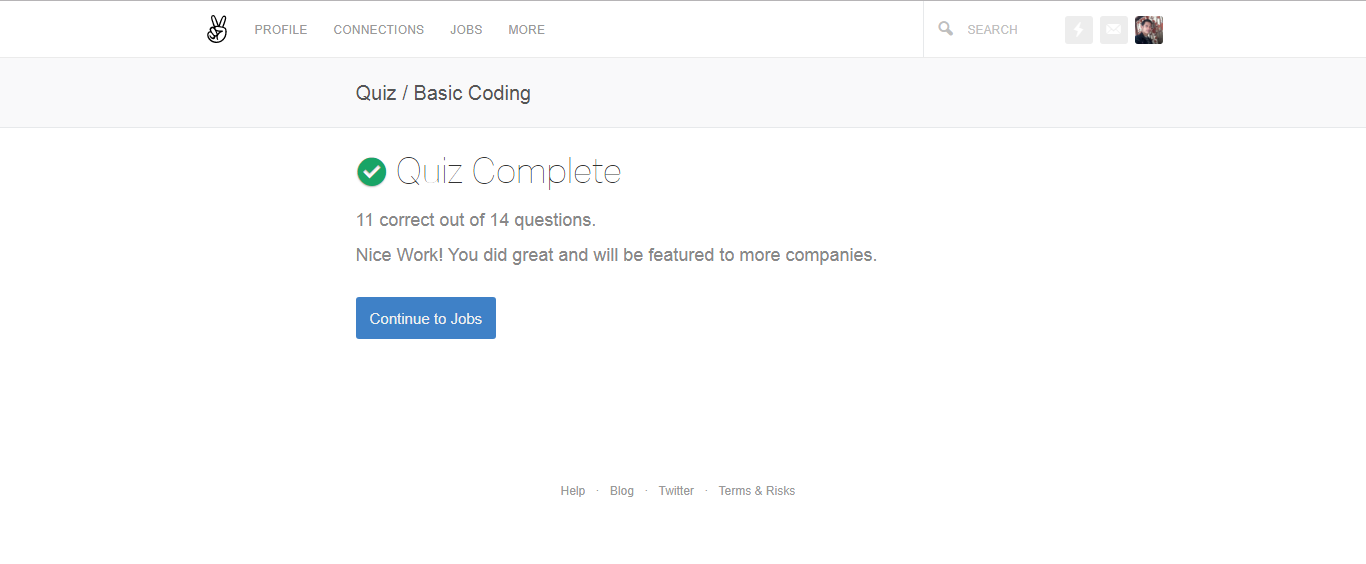 PROFILE CONNECTIONS JOBS MORE SEARCH
Quiz / Basic Coding
Quiz Complete
11 correct out of 14 questions.
Nice Work! You did great and will be featured to more companies.
Continue to Jobs
Help · Blog · Twitter · Terms & Risks